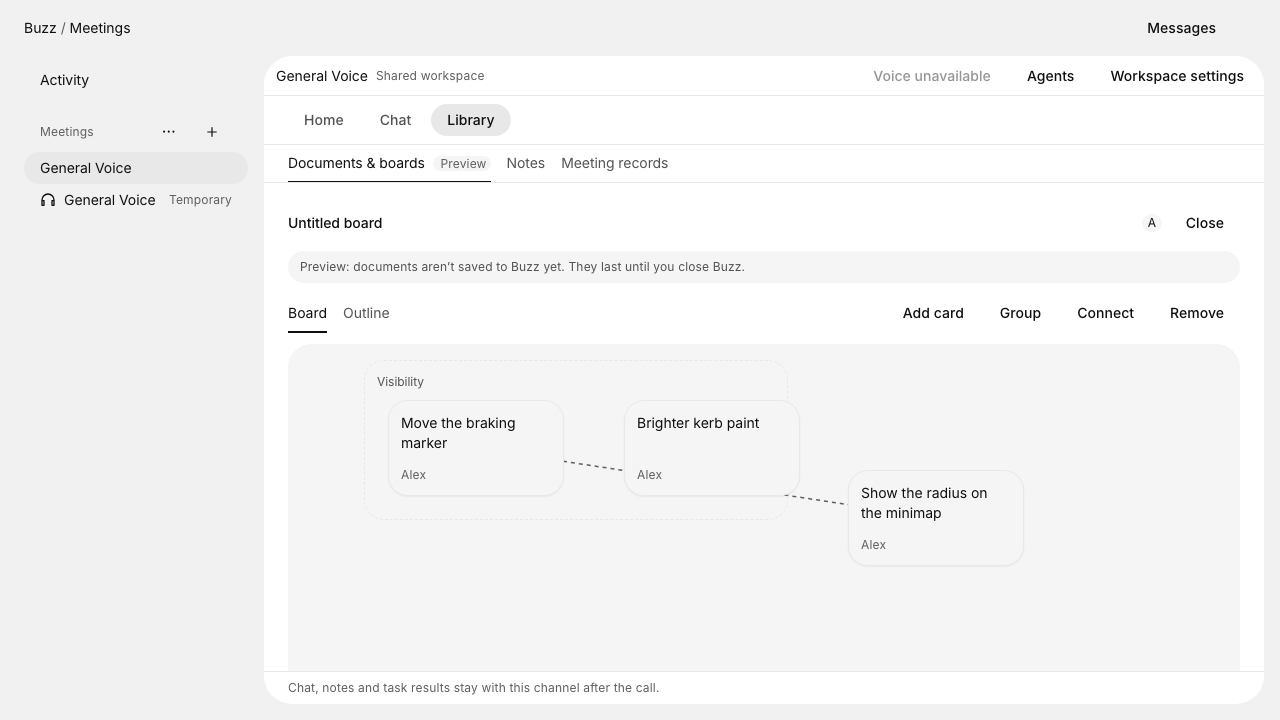 Buzz / Meetings
Messages
Activity
Meetings
General Voice
General Voice Temporary
General Voice Shared workspace
Voice unavailable
Agents
Workspace settings
Home
Chat
Library
Documents & boards Preview
Notes
Meeting records
Untitled board
A
Close
Preview: documents aren't saved to Buzz yet. They last until you close Buzz.
Board
Outline
Add card
Group
Connect
Remove
Visibility
Move the braking
marker
Alex
Brighter kerb paint
Alex
Show the radius on
the minimap
Alex
Chat, notes and task results stay with this channel after the call.